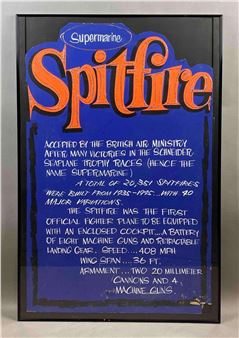 Supermarine
Spitfire
ACCEPTED BY THE BRITISH AIR MINISTRY
AFTER MANY VICTORIES IN THE SCHNEIDER
SEAPLANE TROPHY RACES (HENCE THE
NAME SUPERMARINE)
A TOTAL OF 20,351 SPITFIRES
WERE BUILT FROM 1935-1945.. WITH 40
MAJOR VARIATIONS.
THE SPITFIRE WAS THE FIRST
OFFICIAL FIGHTER PLANE TO BE EQUIPPED
WITH AN ENCLOSED COCKPIT... A BATTERY
OF EIGHT MACHINE GUNS AND RETRACTABLE
LANDING GEAR. SPEED.... 408 MPH
WING SPAN.... 36 FT.
ARMAMENT... TWO 20 MILLIMETER
CANNONS AND 4
MACHINE GUNS.